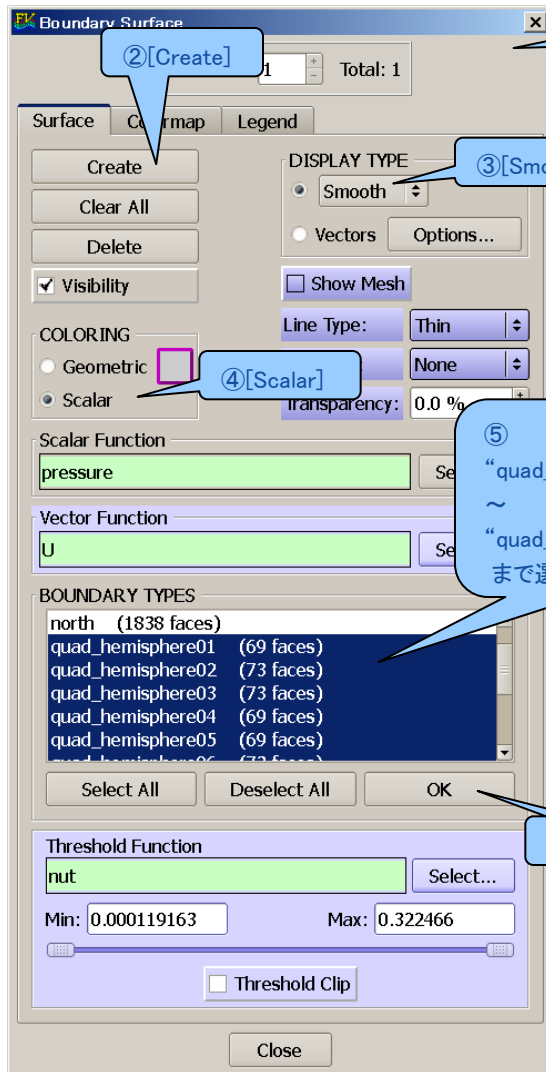 Boundary Surface
②[Create]
1 Total: 1
Surface Legend
Create
DISPLAY TYPE
③[Smo
Smooth
Clear All
Vectors Options...
Delete
Visibility
Show Mesh
COLORING
Line Type: Thin
Geometric
None
④[Scalar]
Scalar
Transparency: 0.0 %
Scalar Function
⑤
pressure
“quad_
～
Vector Function
U
“quad_
まで選
BOUNDARY TYPES
north (1838 faces)
quad_hemisphere01 (69 faces)
quad_hemisphere02 (73 faces)
quad_hemisphere03 (73 faces)
quad_hemisphere04 (69 faces)
quad_hemisphere05 (69 faces)
Select All Deselect All OK
Threshold Function
nut Select...
Min: 0.000119163 Max: 0.322466
Threshold Clip
Close